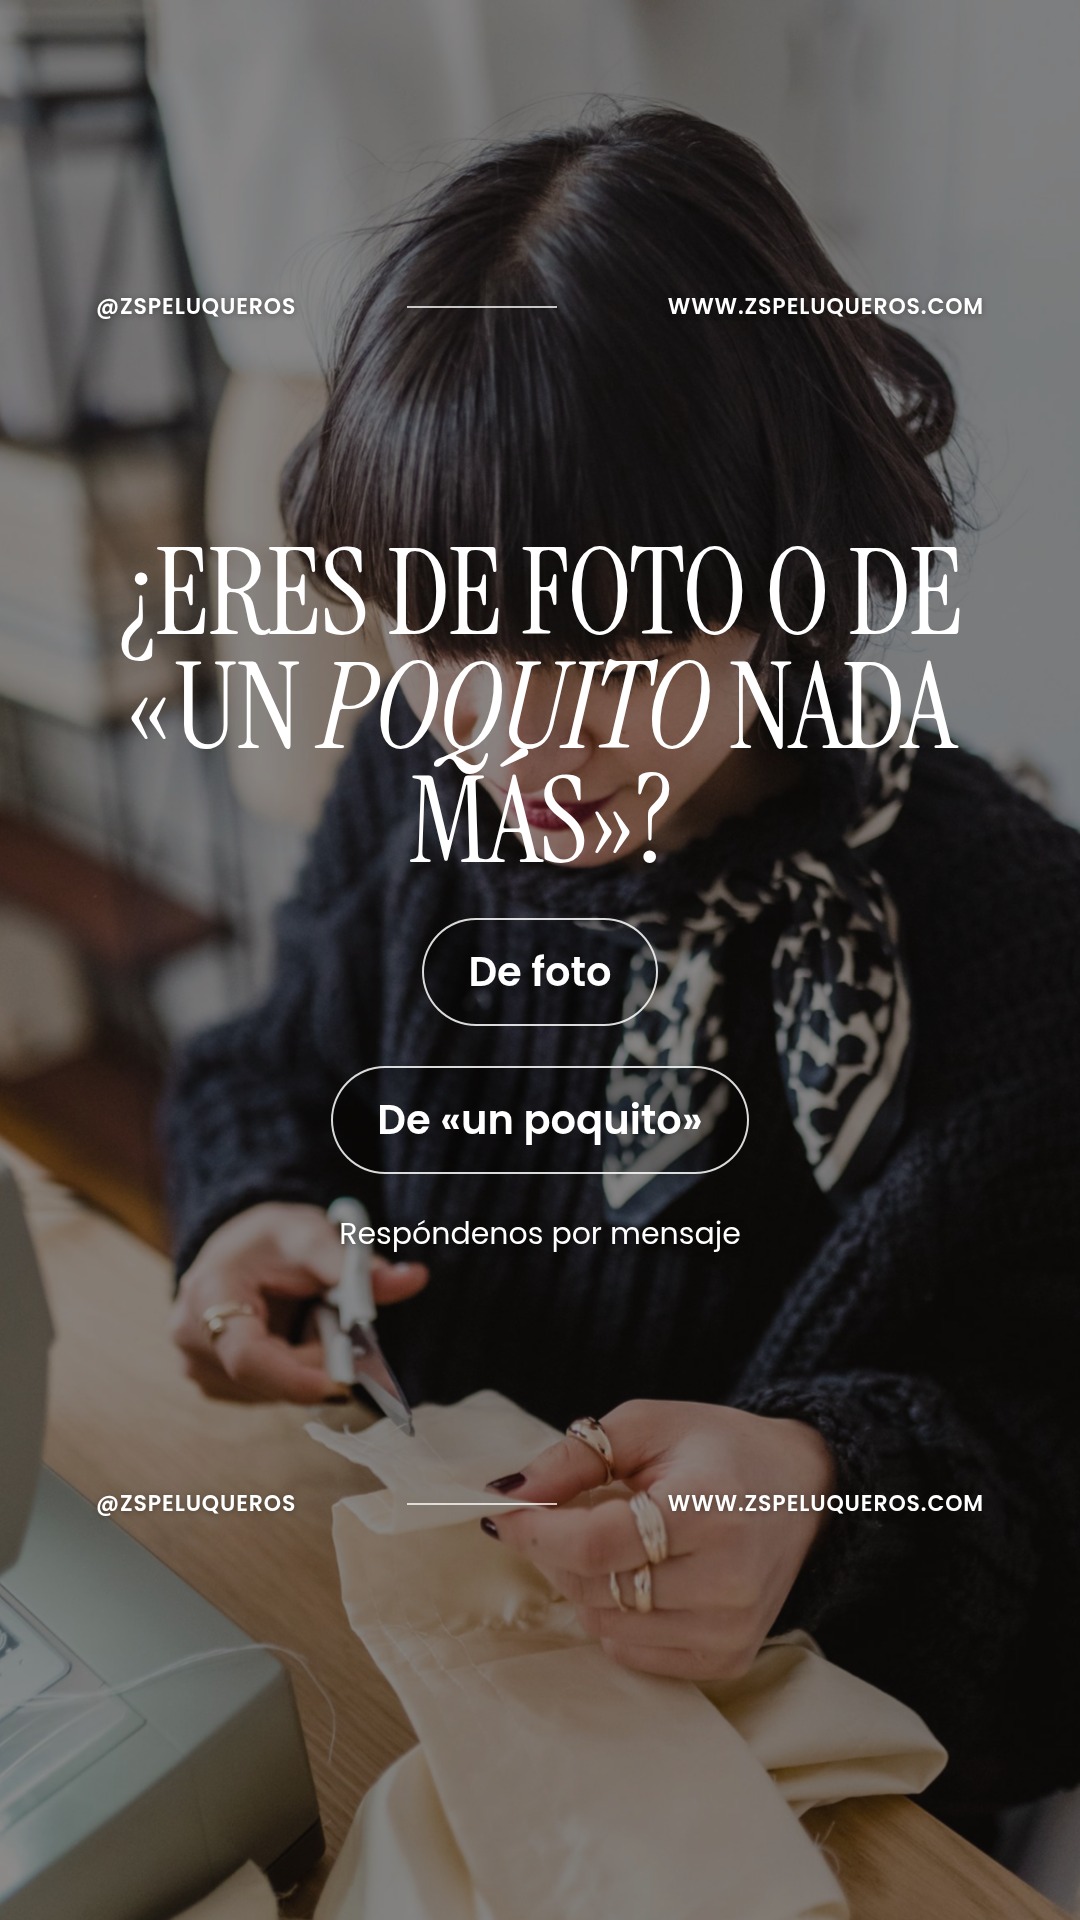 @ZSPELUQUEROS WWW.ZSPELUQUEROS.COM
¿ERES DE FOTO O DE
«UN POQUITO NADA
MÁS»?
De foto
De «un poquito»
Respóndenos por mensaje
@ZSPELUQUEROS WWW.ZSPELUQUEROS.COM